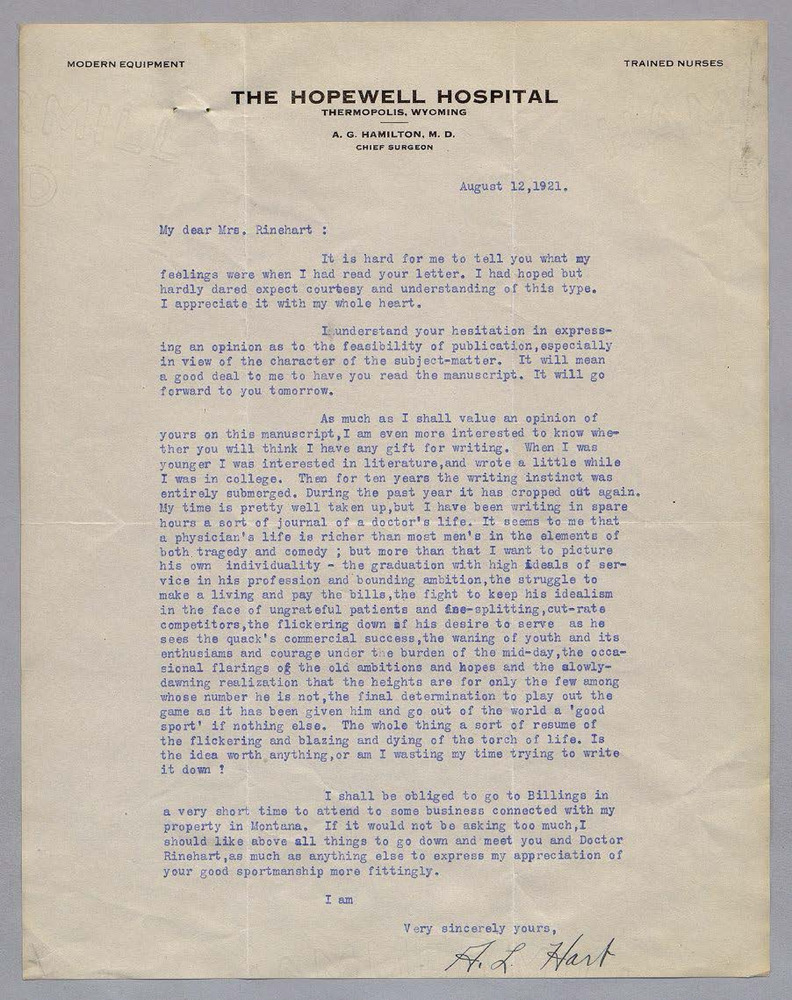 MODERN EQUIPMENT
TRAINED NURSES
THE HOPEWELL HOSPITAL
THERMOPOLIS, WYOMING
A. G. HAMILTON, M. D.
CHIEF SURGEON
August 12,1921.
My dear Mrs. Rinehart :
It is hard for me to tell you what my
feelings were when I had read your letter. I had hoped but
hardly dared expect courtesy and understanding of this type.
I appreciate it with my whole heart.
I understand your hesitation in express-
ing an opinion as to the feasibility of publication,especially
in view of the character of the subject-matter. It will mean
a good deal to me to have you read the manuscript. It will go
forward to you tomorrow.
As much as I shall value an opinion of
yours on this manuscript,I am even more interested to know whe-
ther you will think I have any gift for writing. When I was
younger I was interested in literature,and wrote a little while
I was in college. Then for ten years the writing instinct was
entirely submerged. During the past year it has cropped out again.
My time is pretty well taken up,but I have been writing in spare
hours a sort of journal of a doctor's life. It seems to me that
a physician's life is richer than most men's in the elements of
both tragedy and comedy ; but more than that I want to picture
his own individuality - the graduation with high ideals of ser-
vice in his profession and bounding ambition,the struggle to
make a living and pay the bills,the fight to keep his idealism
in the face of ungrateful patients and fee-splitting,cut-rate
competitors,the flickering down of his desire to serve as he
sees the quack's commercial success,the waning of youth and its
enthusiams and courage under the burden of the mid-day,the occa-
sional flarings of the old ambitions and hopes and the slowly-
dawning realization that the heights are for only the few among
whose number he is not,the final determination to play out the
game as it has been given him and go out of the world a 'good
sport' if nothing else. The whole thing a sort of resume of
the flickering and blazing and dying of the torch of life. Is
the idea worth anything,or am I wasting my time trying to write
it down ?
I shall be obliged to go to Billings in
a very short time to attend to some business connected with my
property in Montana. If it would not be asking too much,I
should like above all things to go down and meet you and Doctor
Rinehart,as much as anything else to express my appreciation of
your good sportmanship more fittingly.
I am
Very sincerely yours,
A. L. Hart